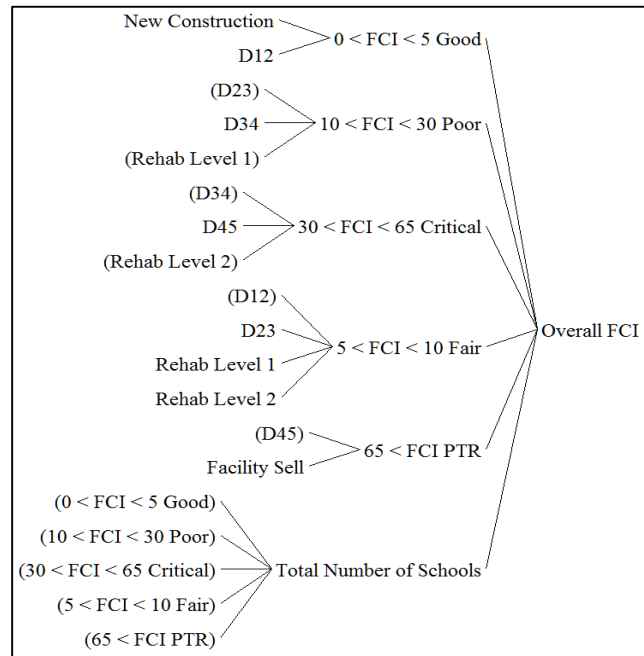 New Construction
D12
0 < FCI < 5 Good
(D23)
D34
(Rehab Level 1)
10 < FCI < 30 Poor
(D34)
D45
(Rehab Level 2)
30 < FCI < 65 Critical
(D12)
D23
Rehab Level 1
Rehab Level 2
5 < FCI < 10 Fair
(D45)
Facility Sell
65 < FCI PTR
(0 < FCI < 5 Good)
(10 < FCI < 30 Poor)
(30 < FCI < 65 Critical)
(5 < FCI < 10 Fair)
(65 < FCI PTR)
Total Number of Schools
Overall FCI